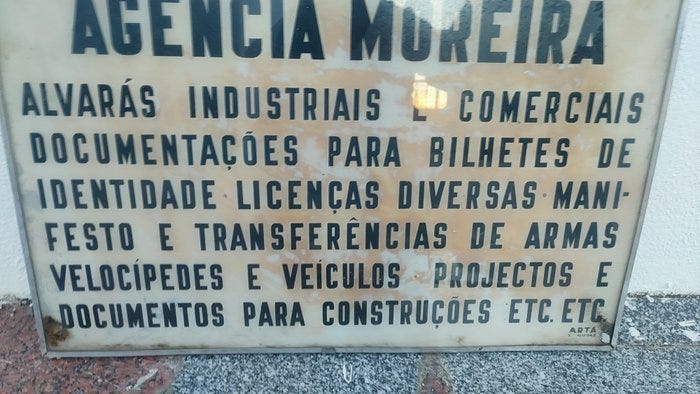 AGÊNCIA MOREIRA
ALVARÁS INDUSTRIAIS E COMERCIAIS
DOCUMENTAÇÕES PARA BILHETES DE
IDENTIDADE LICENÇAS DIVERSAS MANI-
FESTO E TRANSFERÊNCIAS DE ARMAS
VELOCÍPEDES E VEÍCULOS PROJECTOS E
DOCUMENTOS PARA CONSTRUÇÕES ETC. ETC
ARTA